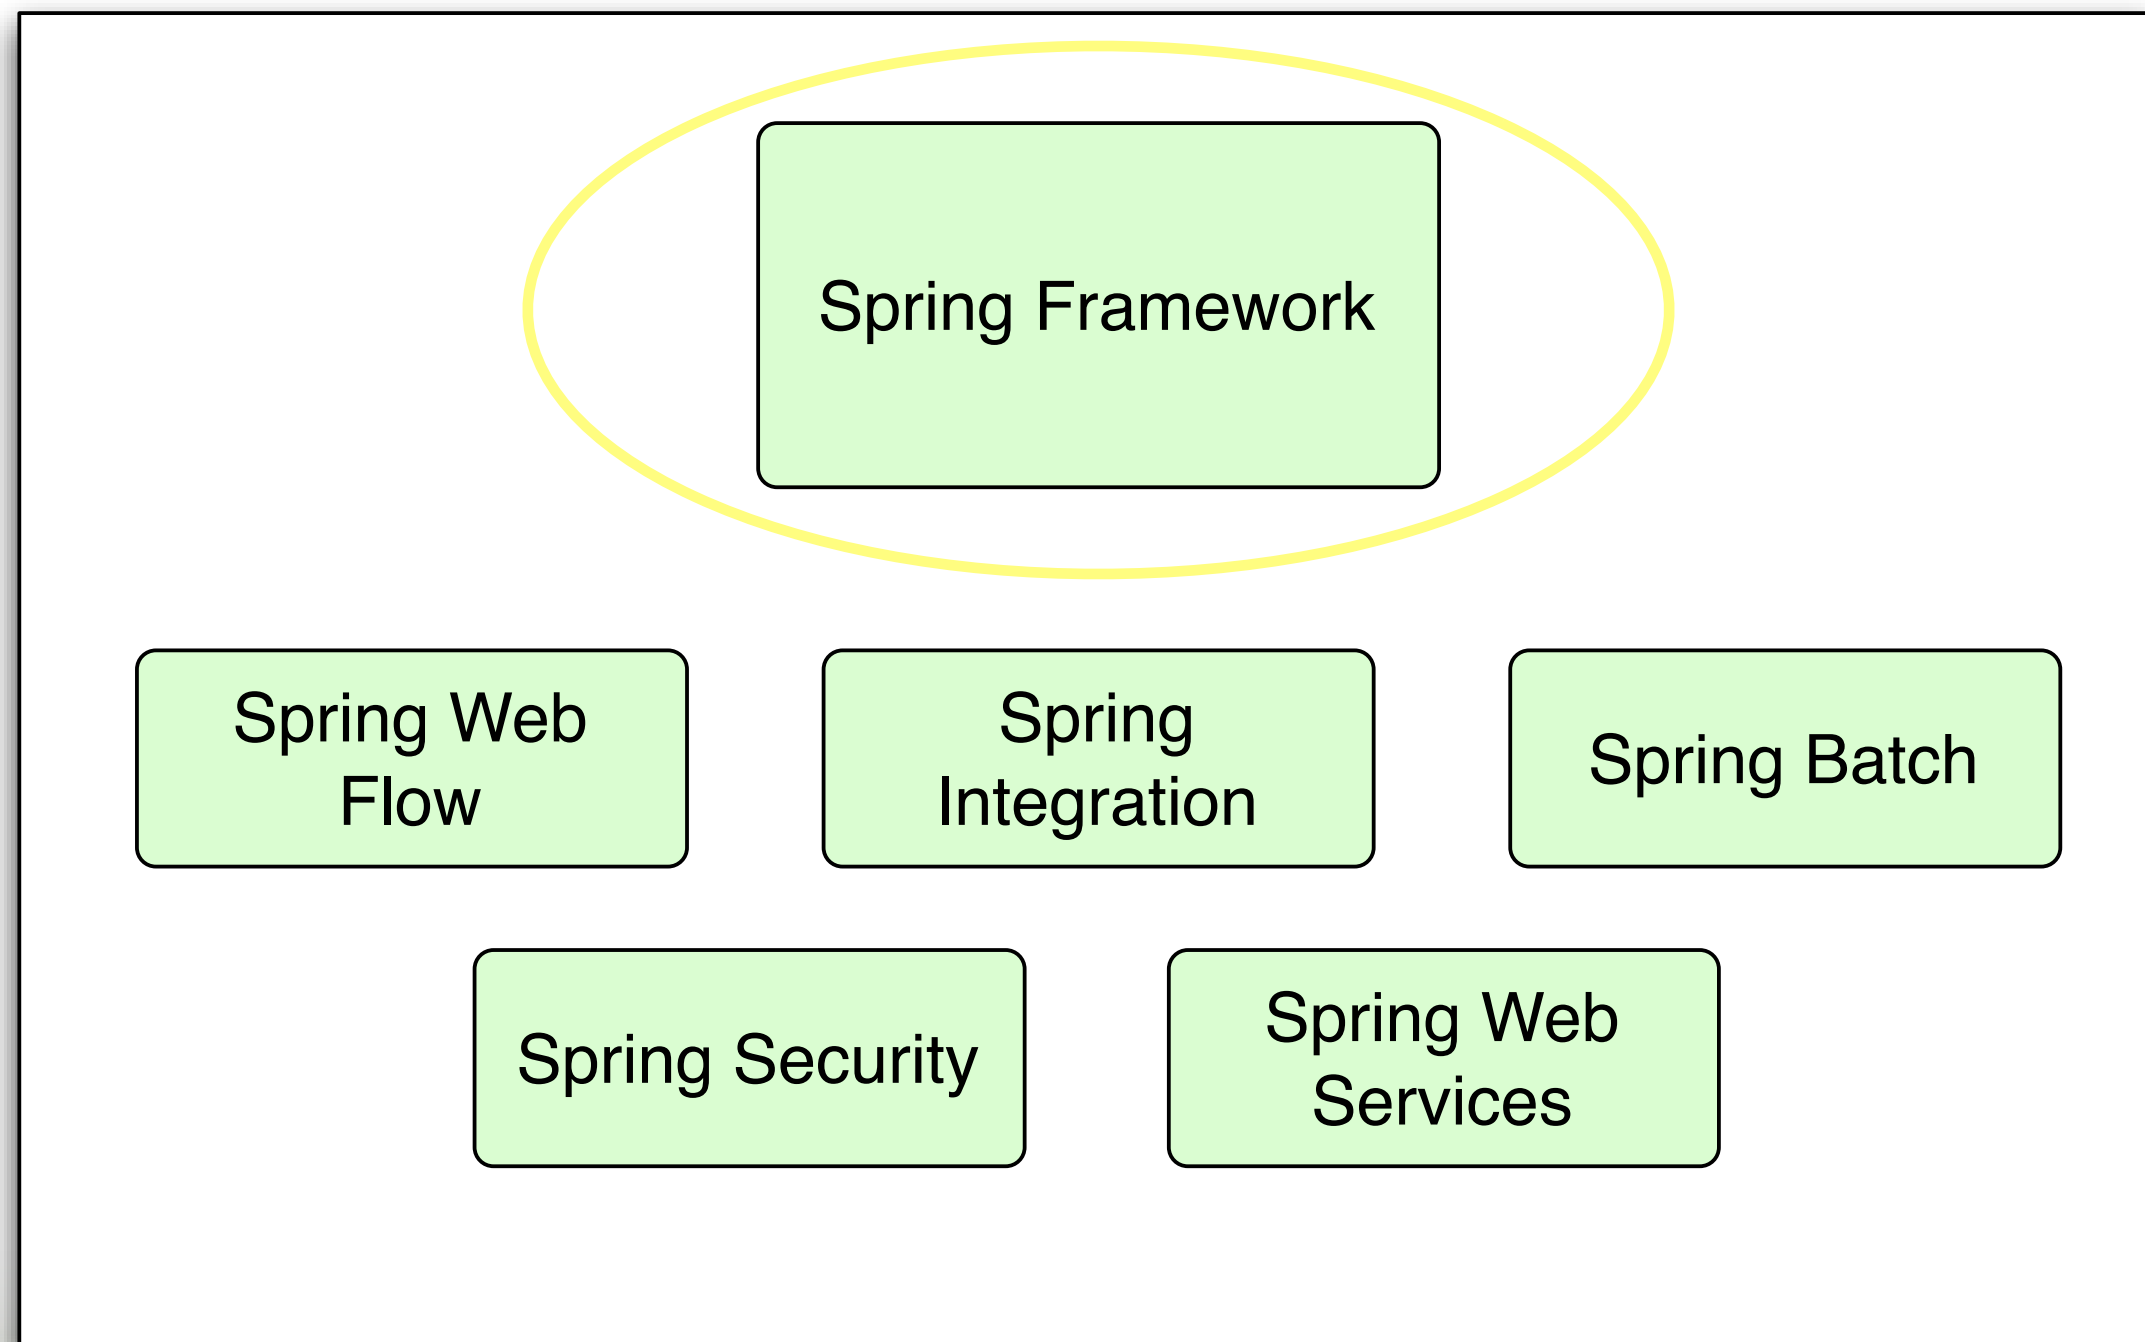 Spring Framework
Spring Web
Flow
Spring
Integration
Spring Batch
Spring Security
Spring Web
Services